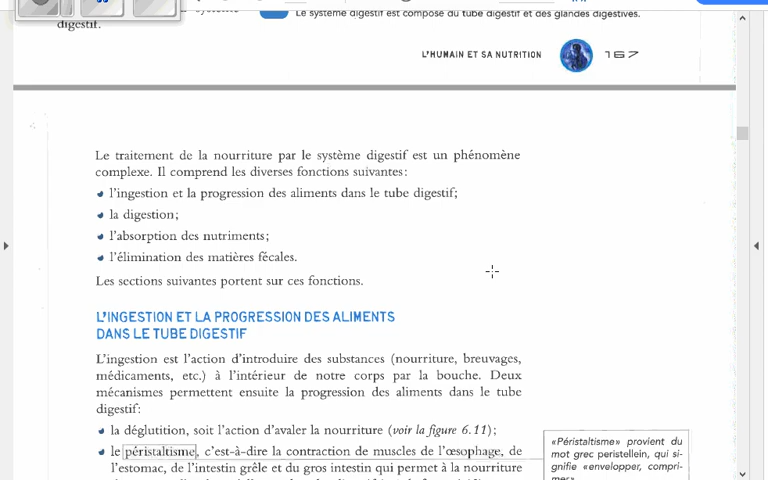 Le système digestif est composé du tube digestif et des glandes digestives.
digestif.
L'HUMAIN ET SA NUTRITION 167
Le traitement de la nourriture par le système digestif est un phénomène
complexe. Il comprend les diverses fonctions suivantes:
l'ingestion et la progression des aliments dans le tube digestif;
la digestion;
l'absorption des nutriments;
l'élimination des matières fécales.
Les sections suivantes portent sur ces fonctions.
L'INGESTION ET LA PROGRESSION DES ALIMENTS
DANS LE TUBE DIGESTIF
L'ingestion est l'action d'introduire des substances (nourriture, breuvages,
médicaments, etc.) à l'intérieur de notre corps par la bouche. Deux
mécanismes permettent ensuite la progression des aliments dans le tube
digestif:
la déglutition, soit l'action d'avaler la nourriture (voir la figure 6.11);
le péristaltisme, c'est-à-dire la contraction de muscles de l'œsophage, de
l'estomac, de l'intestin grêle et du gros intestin qui permet à la nourriture
«Péristaltisme» provient du
mot grec peristellein, qui si-
gnifie «envelopper, compri-